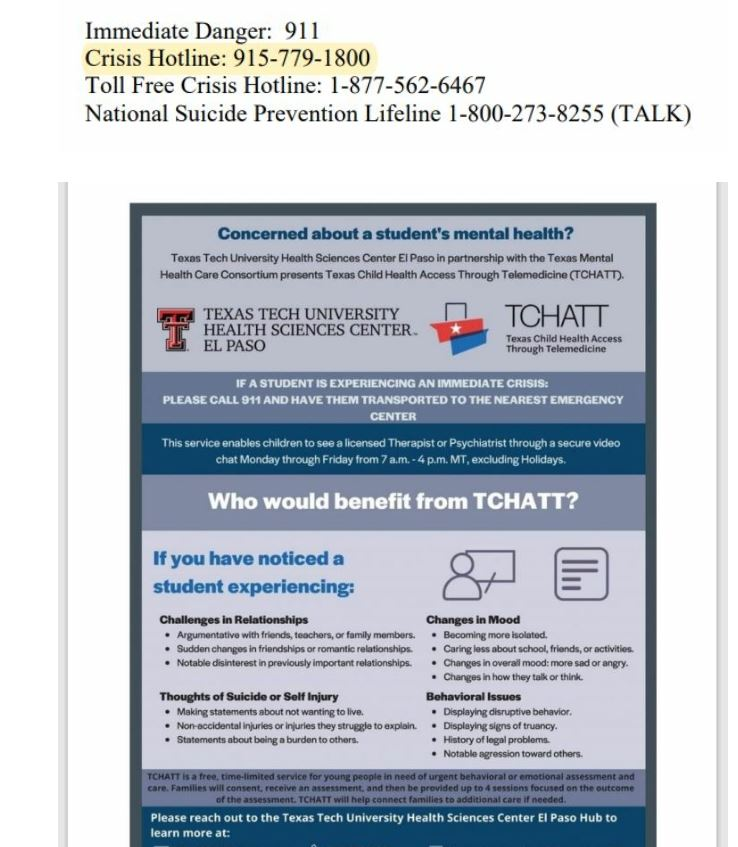 Immediate Danger:  911
Crisis Hotline: 915-779-1800
Toll Free Crisis Hotline: 1-877-562-6467
National Suicide Prevention Lifeline 1-800-273-8255 (TALK)
Concerned about a student's mental health?
Texas Tech University Health Sciences Center El Paso in partnership with the Texas Mental
Health Care Consortium presents Texas Child Health Access Through Telemedicine (TCHATT).
TEXAS TECH UNIVERSITY
HEALTH SCIENCES CENTER™
EL PASO
TCHATT
Texas Child Health Access
Through Telemedicine
IF A STUDENT IS EXPERIENCING AN IMMEDIATE CRISIS:
PLEASE CALL 911 AND HAVE THEM TRANSPORTED TO THE NEAREST EMERGENCY
CENTER
This service enables children to see a licensed Therapist or Psychiatrist through a secure video
chat Monday through Friday from 7 a.m. - 4 p.m. MT, excluding Holidays.
Who would benefit from TCHATT?
If you have noticed a
student experiencing:
Challenges in Relationships
• Argumentative with friends, teachers, or family members.
• Sudden changes in friendships or romantic relationships.
• Notable disinterest in previously important relationships.
Changes in Mood
• Becoming more isolated.
• Caring less about school, friends, or activities.
• Changes in overall mood: more sad or angry.
• Changes in how they talk or think.
Thoughts of Suicide or Self Injury
• Making statements about not wanting to live.
• Non-accidental injuries or injuries they struggle to explain.
• Statements about being a burden to others.
Behavioral Issues
• Displaying disruptive behavior.
• Displaying signs of truancy.
• History of legal problems.
• Notable agression toward others.
TCHATT is a free, time-limited service for young people in need of urgent behavioral or emotional assessment and
care. Families will consent, receive an assessment, and then be provided up to 4 sessions focused on the outcome
of the assessment. TCHATT will help connect families to additional care if needed.
Please reach out to the Texas Tech University Health Sciences Center El Paso Hub to
learn more at: